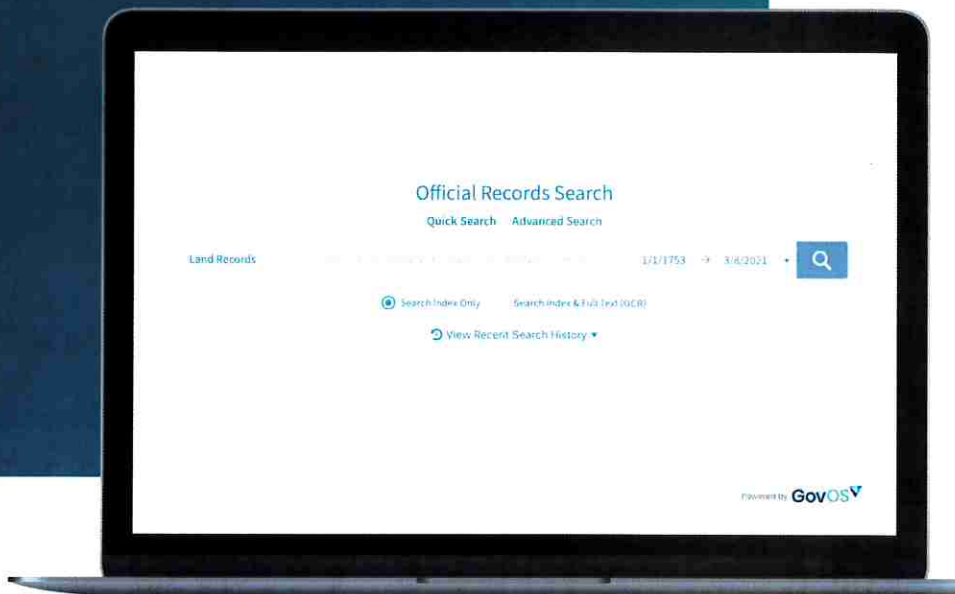 Official Records Search
Quick Search Advanced Search
Land Records 1/1/1753 → 3/8/2021
Search Index Only Search Index & Full Text (OCR)
View Recent Search History
Powered by GovOS